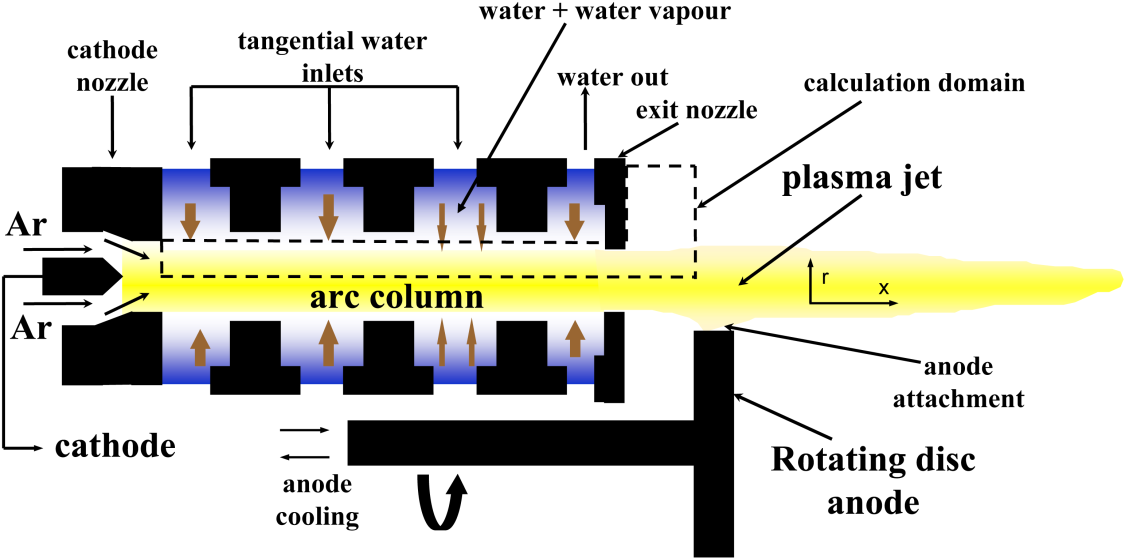 water + water vapour
tangential water
inlets
cathode
nozzle
water out
exit nozzle
calculation domain
plasma jet
Ar
arc column
r
x
Ar
anode
attachment
cathode
anode
cooling
Rotating disc
anode